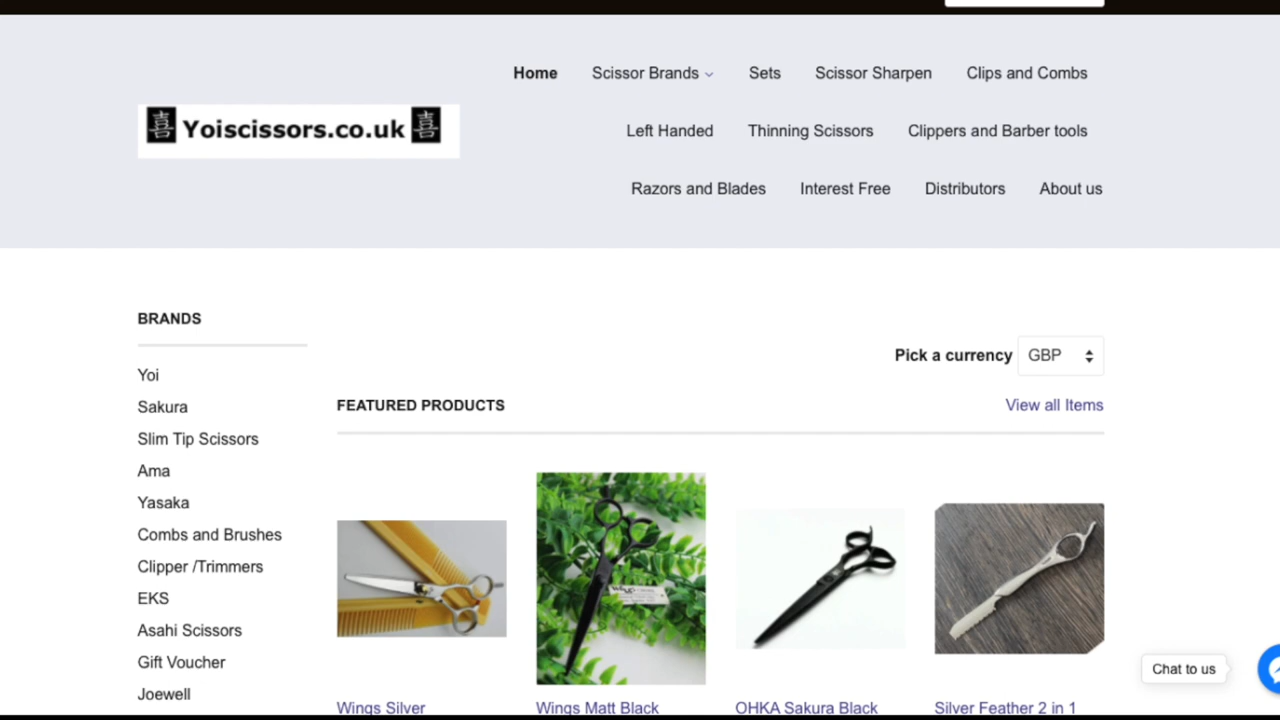 Home Scissor Brands Sets Scissor Sharpen Clips and Combs
喜 Yoiscissors.co.uk 喜
Left Handed Thinning Scissors Clippers and Barber tools
Razors and Blades Interest Free Distributors About us
BRANDS
Yoi
Sakura
Slim Tip Scissors
Ama
Yasaka
Combs and Brushes
Clipper /Trimmers
EKS
Asahi Scissors
Gift Voucher
Joewell
Pick a currency GBP
FEATURED PRODUCTS View all Items
Wings Silver
Wings Matt Black
OHKA Sakura Black
Silver Feather 2 in 1
Chat to us